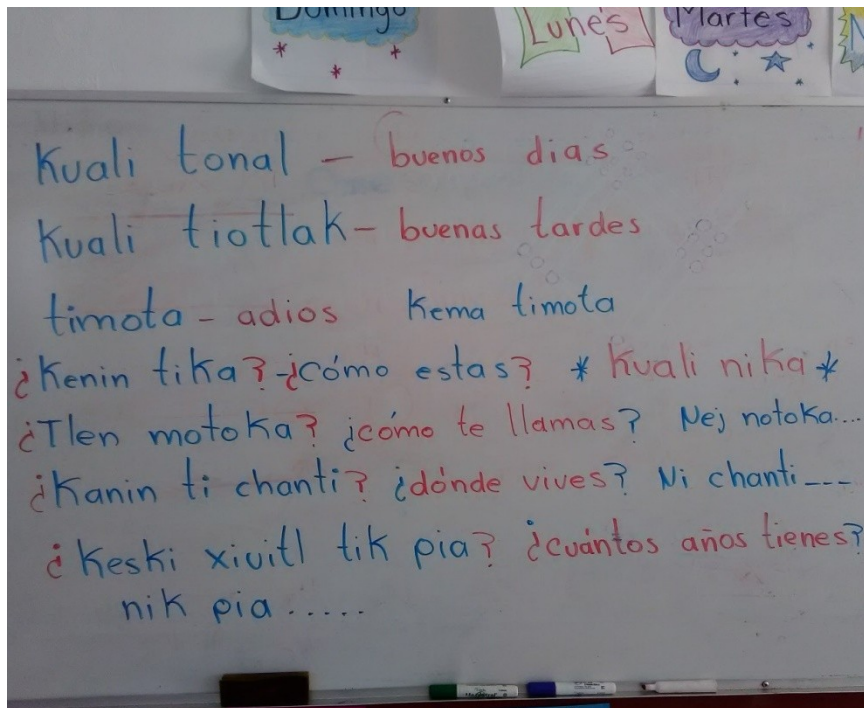 Domingo Lunes Martes
Kuali tonal – buenos dias
Kuali tiotlak – buenas tardes
timota – adios Kema timota
¿Kenin tika? – ¿cómo estas? * Kuali nika *
¿Tlen motoka? ¿cómo te llamas? Nej notoka....
¿Kanin ti chanti? ¿dónde vives? Ni chanti ---
¿Keski xiuitl tik pia? ¿cuántos años tienes?
nik pia .....